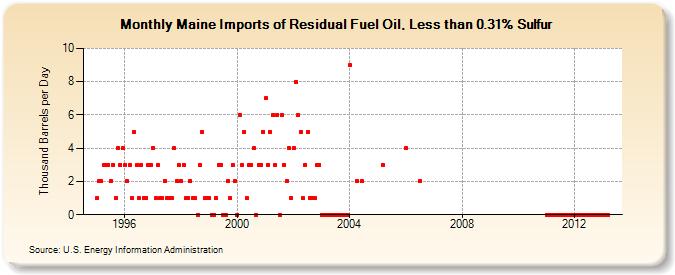 Monthly Maine Imports of Residual Fuel Oil, Less than 0.31% Sulfur
Thousand Barrels per Day
10
8
6
4
2
0
1996 2000 2004 2008 2012
Source: U.S. Energy Information Administration